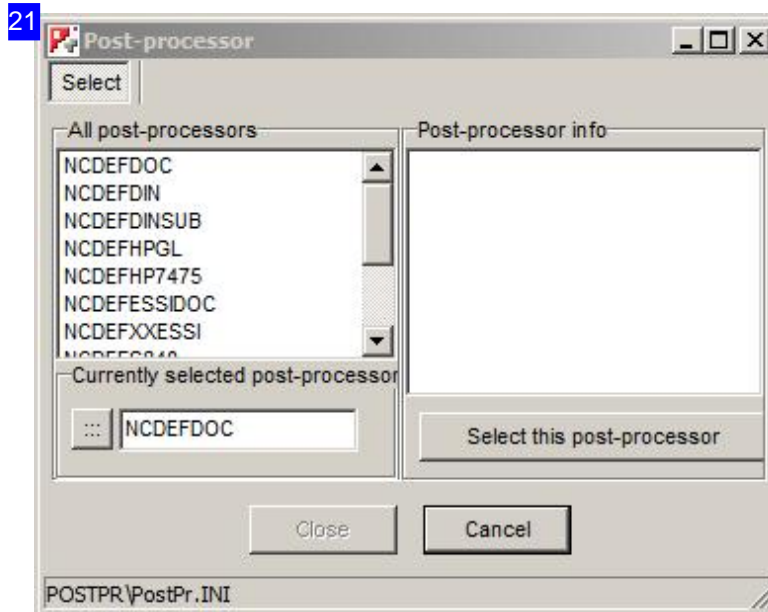 21
Post-processor
Select
All post-processors
NCDEFDOC
NCDEFDIN
NCDEFDINSUB
NCDEFHPGL
NCDEFHP7475
NCDEFESSIDOC
NCDEFXXESSI
Currently selected post-processor
::: NCDEFDOC
Post-processor info
Select this post-processor
Close
Cancel
POSTPR\PostPr.INI